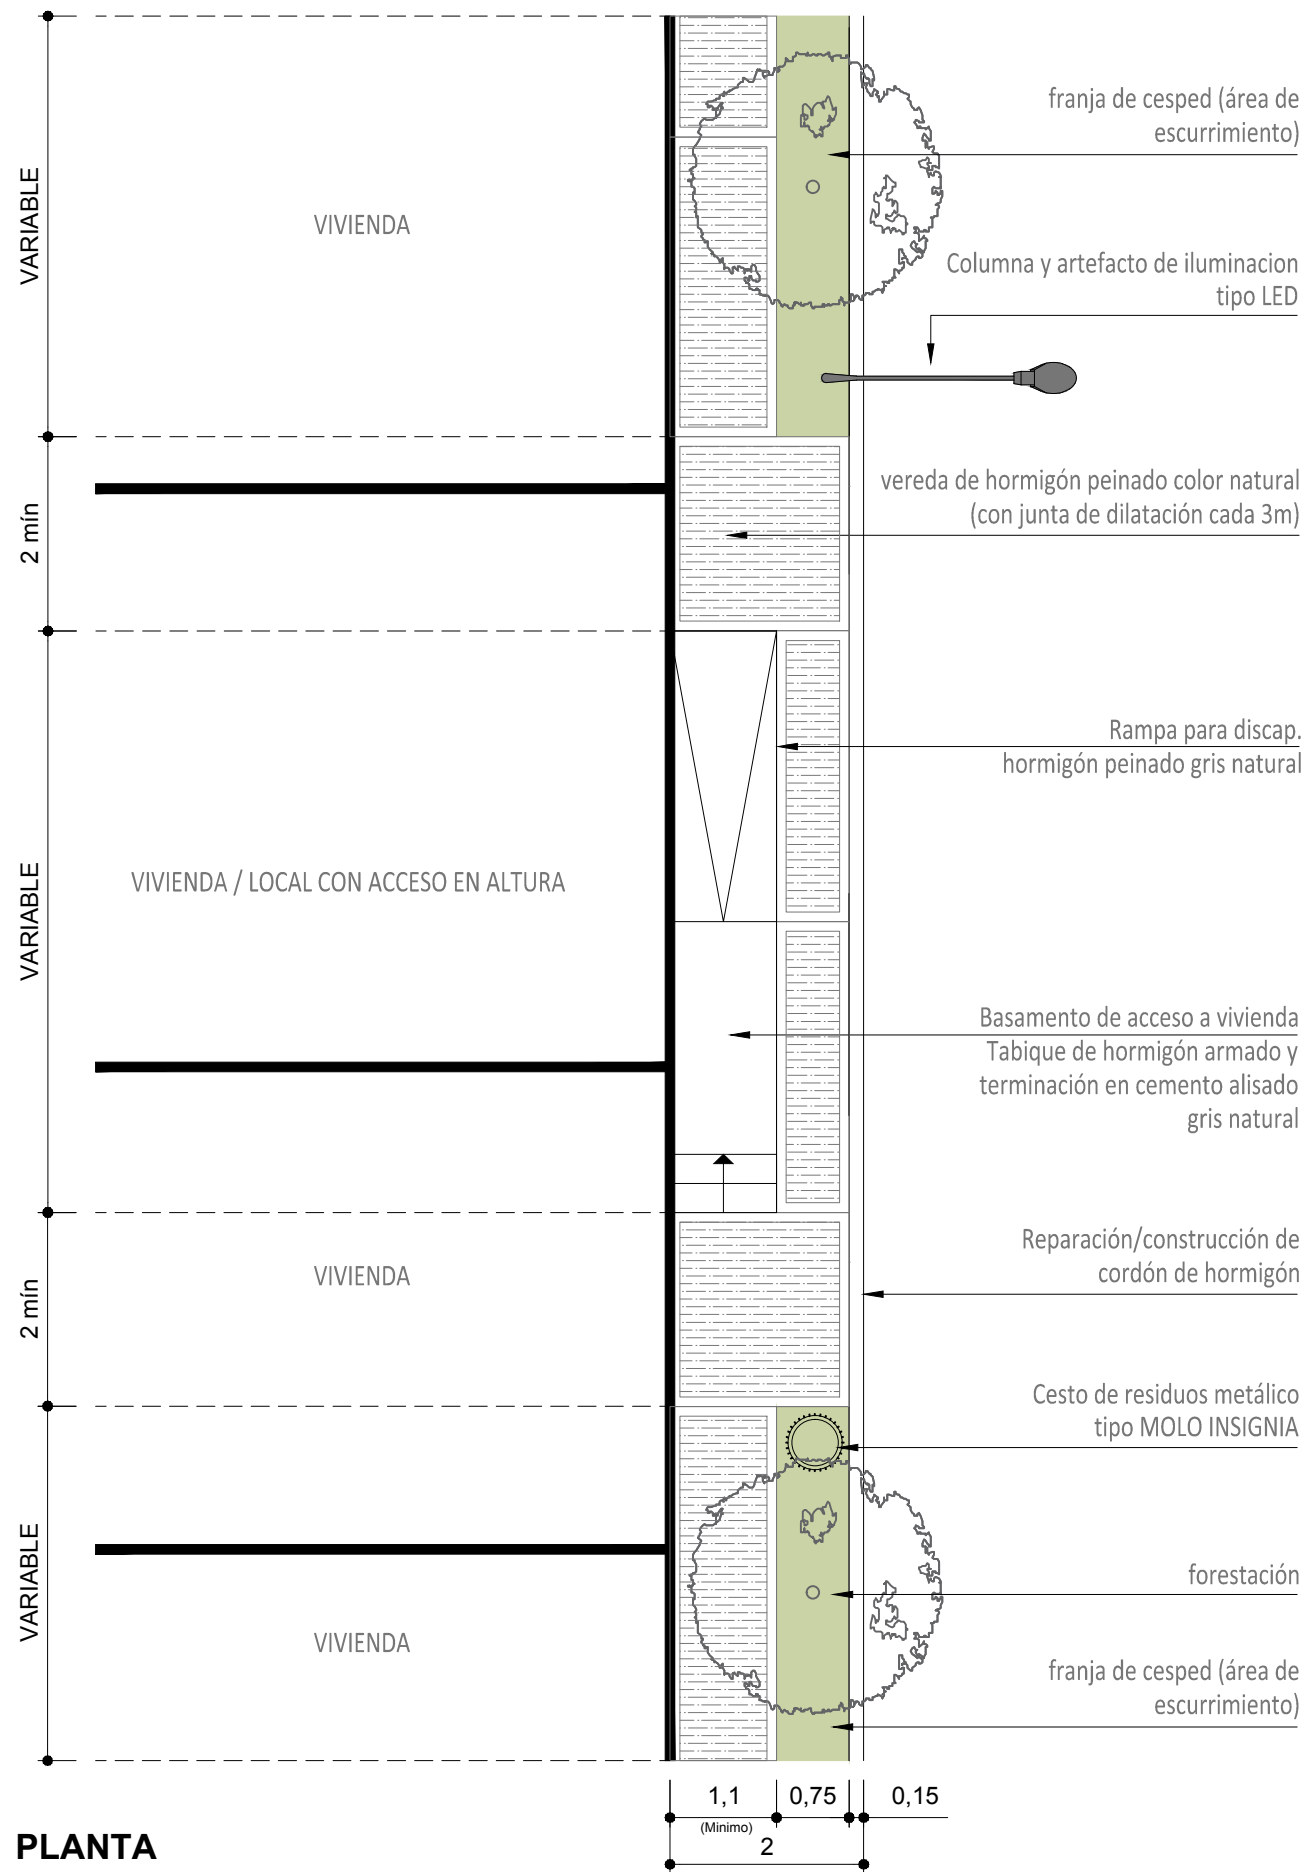 franja de cesped (área de
escurrimiento)
VARIABLE
VIVIENDA
Columna y artefacto de iluminacion
tipo LED
2 mín
vereda de hormigón peinado color natural
(con junta de dilatación cada 3m)
Rampa para discap.
hormigón peinado gris natural
VARIABLE
VIVIENDA / LOCAL CON ACCESO EN ALTURA
Basamento de acceso a vivienda
Tabique de hormigón armado y
terminación en cemento alisado
gris natural
2 mín
VIVIENDA
Reparación/construcción de
cordón de hormigón
Cesto de residuos metálico
tipo MOLO INSIGNIA
VARIABLE
forestación
VIVIENDA
franja de cesped (área de
escurrimiento)
1,1 0,75 0,15
(Minimo)
2
PLANTA